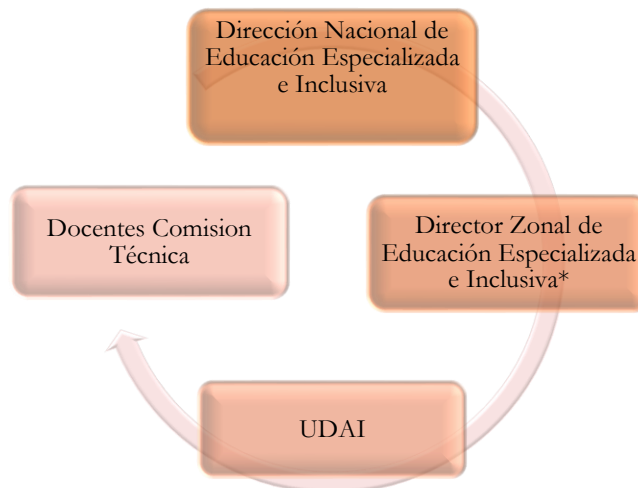 Dirección Nacional de
Educación Especializada
e Inclusiva
Director Zonal de
Educación Especializada
e Inclusiva*
UDAI
Docentes Comision
Técnica